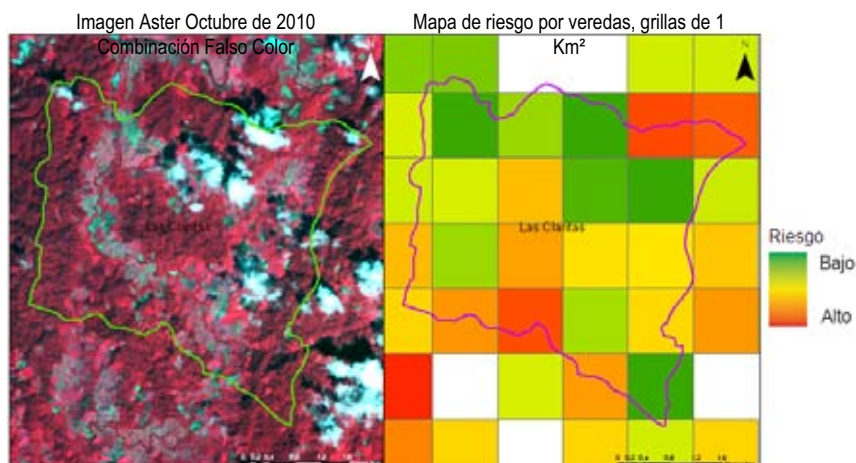 Imagen Aster Octubre de 2010
Combinación Falso Color
Mapa de riesgo por veredas, grillas de 1
Km²
N
Las Claritas
Las Claritas
Riesgo
Bajo
Alto